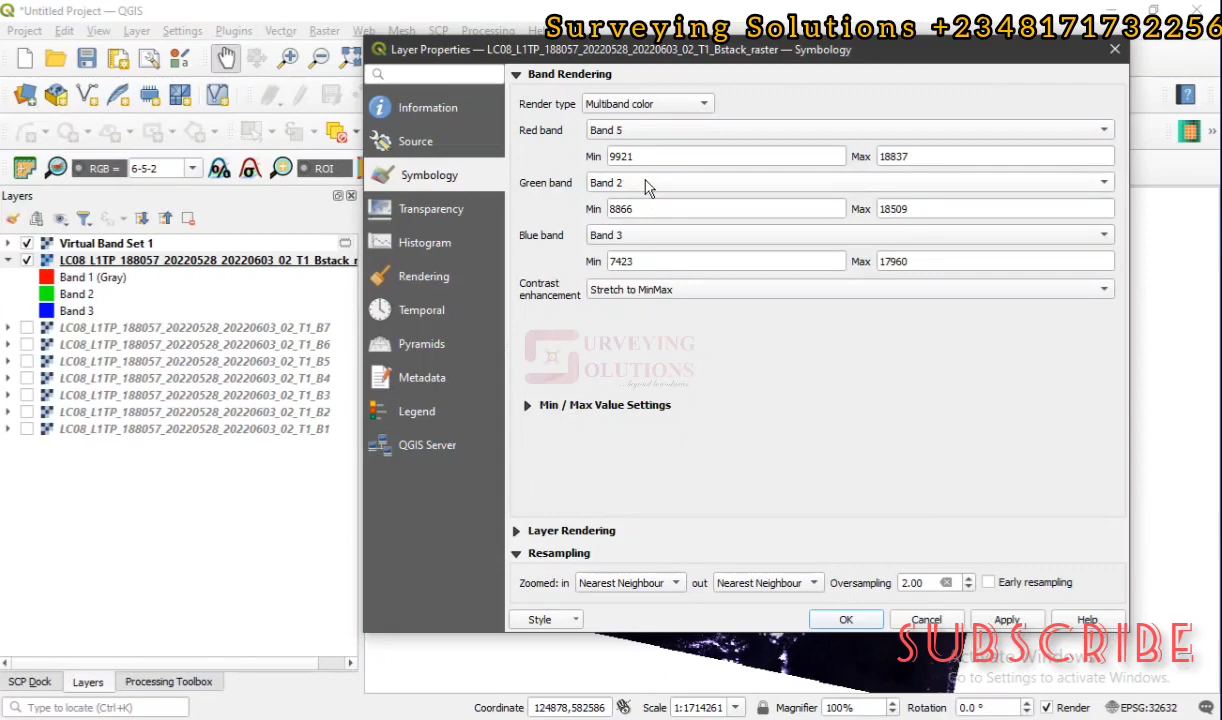 *Untitled Project — QGIS
Surveying Solutions +2348171732256
Project Edit View Layer Settings Plugins Vector Raster
Layer Properties — LC08_L1TP_188057_20220528_20220603_02_T1_Bstack_raster — Symbology
RGB = 6-5-2
ROI
Layers
Virtual Band Set 1
LC08_L1TP_188057_20220528_20220603_02_T1_Bstack_r
Band 1 (Gray)
Band 2
Band 3
LC08_L1TP_188057_20220528_20220603_02_T1_B7
LC08_L1TP_188057_20220528_20220603_02_T1_B6
LC08_L1TP_188057_20220528_20220603_02_T1_B5
LC08_L1TP_188057_20220528_20220603_02_T1_B4
LC08_L1TP_188057_20220528_20220603_02_T1_B3
LC08_L1TP_188057_20220528_20220603_02_T1_B2
LC08_L1TP_188057_20220528_20220603_02_T1_B1
Information
Source
Symbology
Transparency
Histogram
Rendering
Temporal
Pyramids
Metadata
Legend
QGIS Server
Band Rendering
Render type Multiband color
Red band Band 5
Min 9921 Max 18837
Green band Band 2
Min 8866 Max 18509
Blue band Band 3
Min 7423 Max 17960
Contrast enhancement Stretch to MinMax
SURVEYING
SOLUTIONS
...beyond boundaries
Min / Max Value Settings
Layer Rendering
Resampling
Zoomed: in Nearest Neighbour out Nearest Neighbour Oversampling 2.00 Early resampling
Style OK Cancel Apply Help
SUBSCRIBE
Activate Windows
Go to Settings to activate Windows.
SCP Dock Layers Processing Toolbox
Type to locate (Ctrl+K) Coordinate 124878,582586 Scale 1:1714261 Magnifier 100% Rotation 0.0 ° Render EPSG:32632